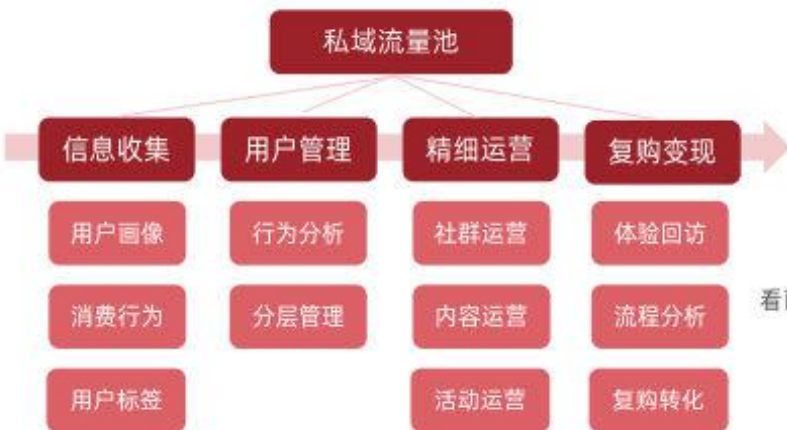 私域流量池
信息收集 用户管理 精细运营 复购变现
用户画像 行为分析 社群运营 体验回访
消费行为 分层管理 内容运营 流程分析
看
用户标签 活动运营 复购转化